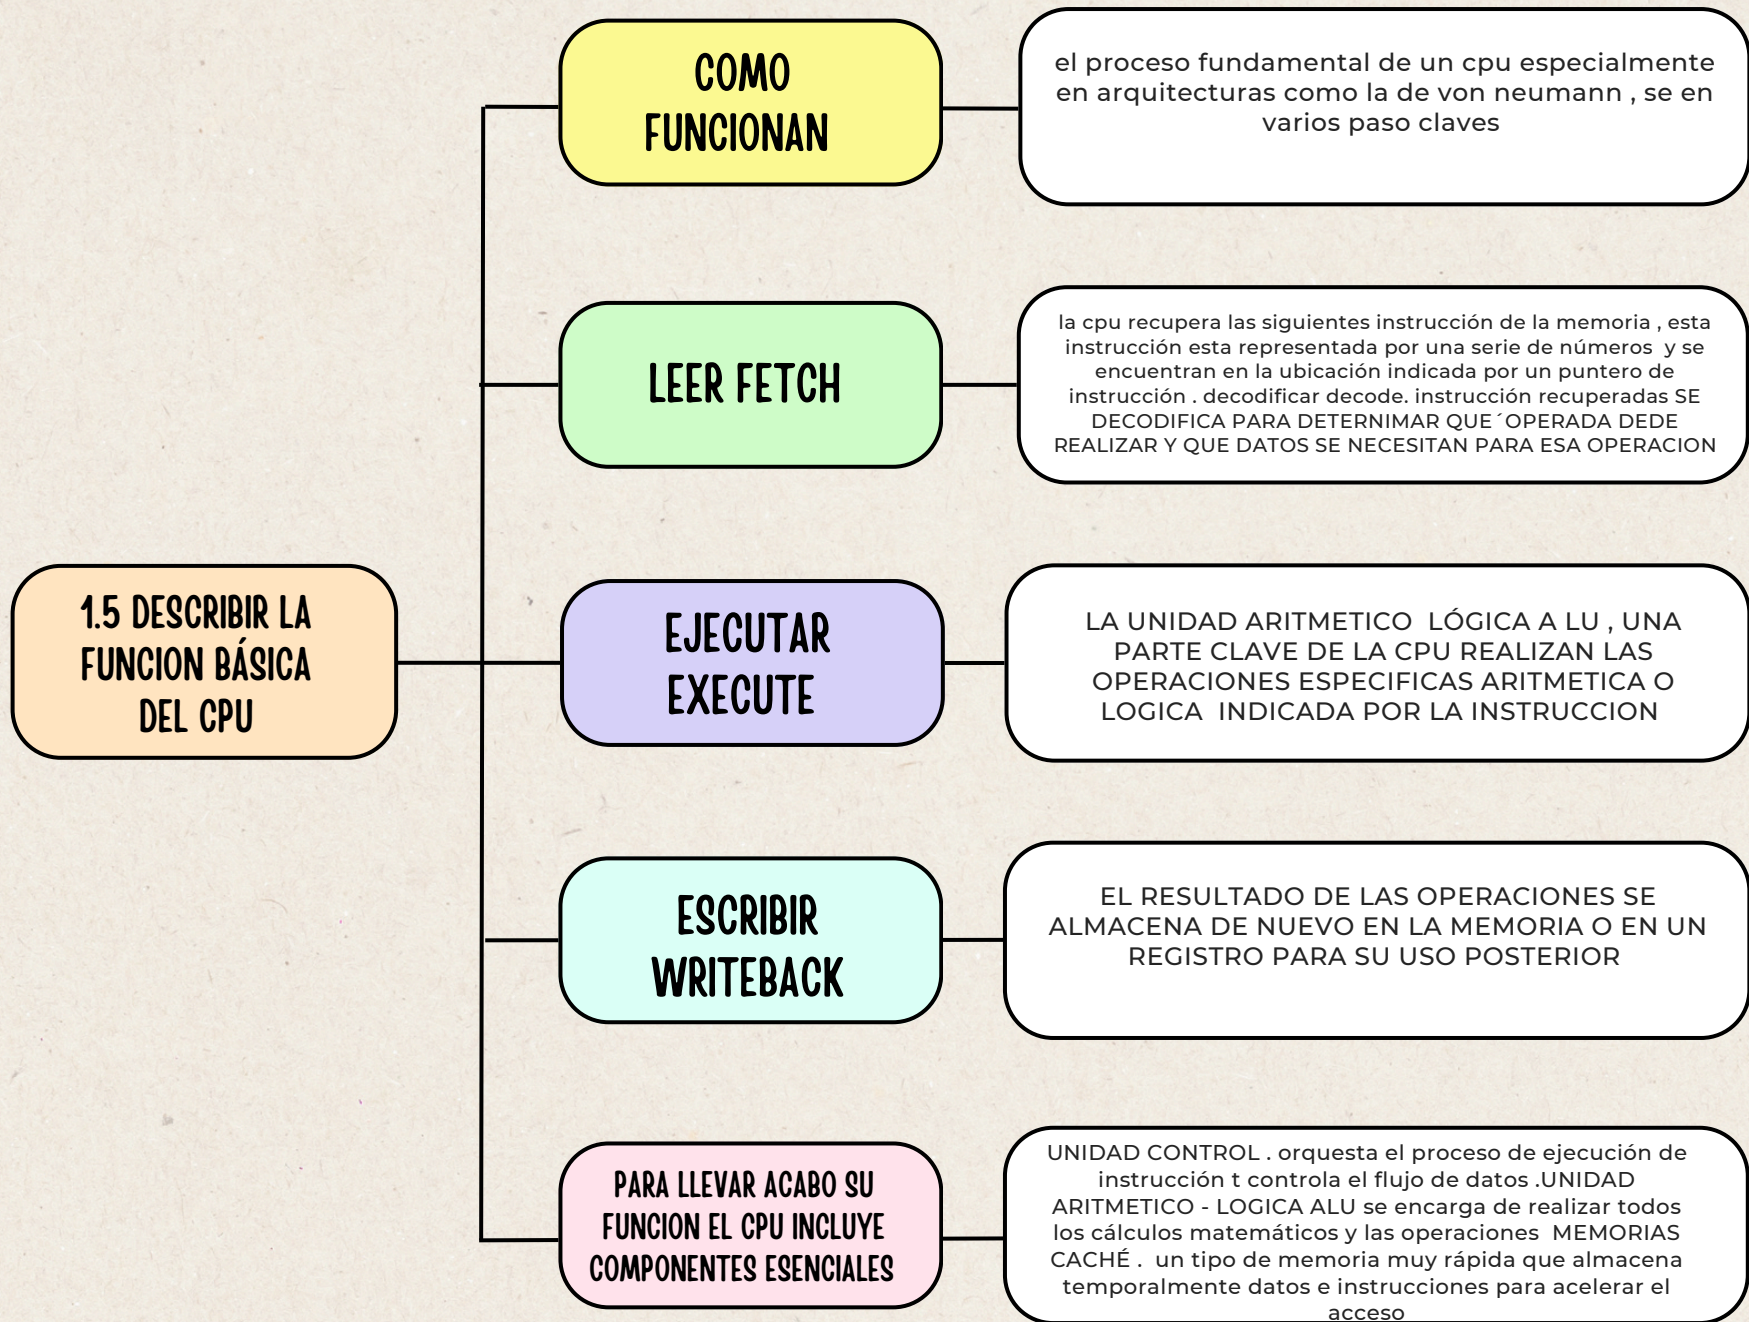 COMO
FUNCIONAN
el proceso fundamental de un cpu especialmente
en arquitecturas como la de von neumann , se en
varios paso claves
LEER FETCH
la cpu recupera las siguientes instrucción de la memoria , esta
instrucción esta representada por una serie de números y se
encuentran en la ubicación indicada por un puntero de
instrucción . decodificar decode. instrucción recuperadas SE
DECODIFICA PARA DETERNIMAR QUE´OPERADA DEDE
REALIZAR Y QUE DATOS SE NECESITAN PARA ESA OPERACION
1.5 DESCRIBIR LA
FUNCION BÁSICA
DEL CPU
EJECUTAR
EXECUTE
LA UNIDAD ARITMETICO LÓGICA A LU , UNA
PARTE CLAVE DE LA CPU REALIZAN LAS
OPERACIONES ESPECIFICAS ARITMETICA O
LOGICA INDICADA POR LA INSTRUCCION
ESCRIBIR
WRITEBACK
EL RESULTADO DE LAS OPERACIONES SE
ALMACENA DE NUEVO EN LA MEMORIA O EN UN
REGISTRO PARA SU USO POSTERIOR
PARA LLEVAR ACABO SU
FUNCION EL CPU INCLUYE
COMPONENTES ESENCIALES
UNIDAD CONTROL . orquesta el proceso de ejecución de
instrucción t controla el flujo de datos .UNIDAD
ARITMETICO - LOGICA ALU se encarga de realizar todos
los cálculos matemáticos y las operaciones MEMORIAS
CACHÉ . un tipo de memoria muy rápida que almacena
temporalmente datos e instrucciones para acelerar el
acceso